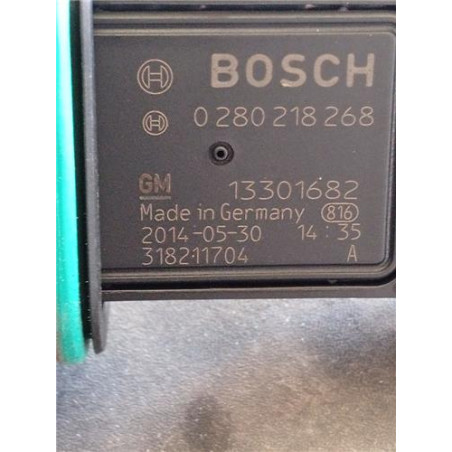 BOSCH
0 280 218 268
GM 13301682
Made in Germany 816
2014-05-30 14:35
318211704 A